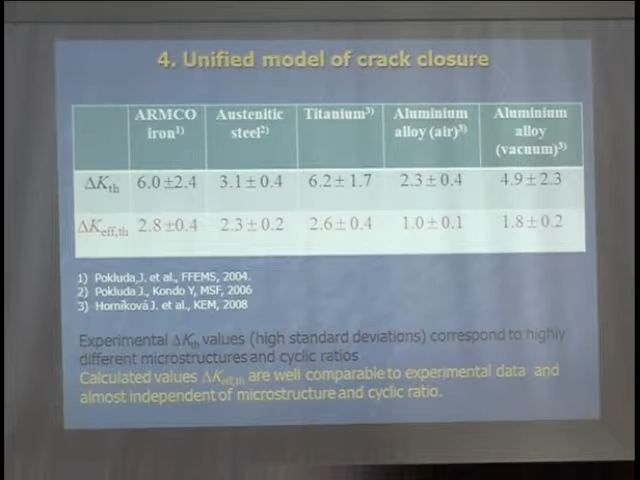 4. Unified model of crack closure
ARMCO iron1) Austenitic steel2) Titanium3) Aluminium alloy (air)3) Aluminium alloy (vacuum)3)
ΔKth 6.0 ±2.4 3.1 ± 0.4 6.2 ± 1.7 2.3 ± 0.4 4.9 ± 2.3
ΔKeff,th 2.8 ±0.4 2.3 ± 0.2 2.6 ± 0.4 1.0 ± 0.1 1.8 ± 0.2
1) Pokluda,J. et al., FFEMS, 2004.
2) Pokluda J., Kondo Y, MSF, 2006
3) Horníková J. et al., KEM, 2008
Experimental ΔKth values (high standard deviations) correspond to highly
different microstructures and cyclic ratios
Calculated values ΔKeff,th are well comparable to experimental data and
almost independent of microstructure and cyclic ratio.